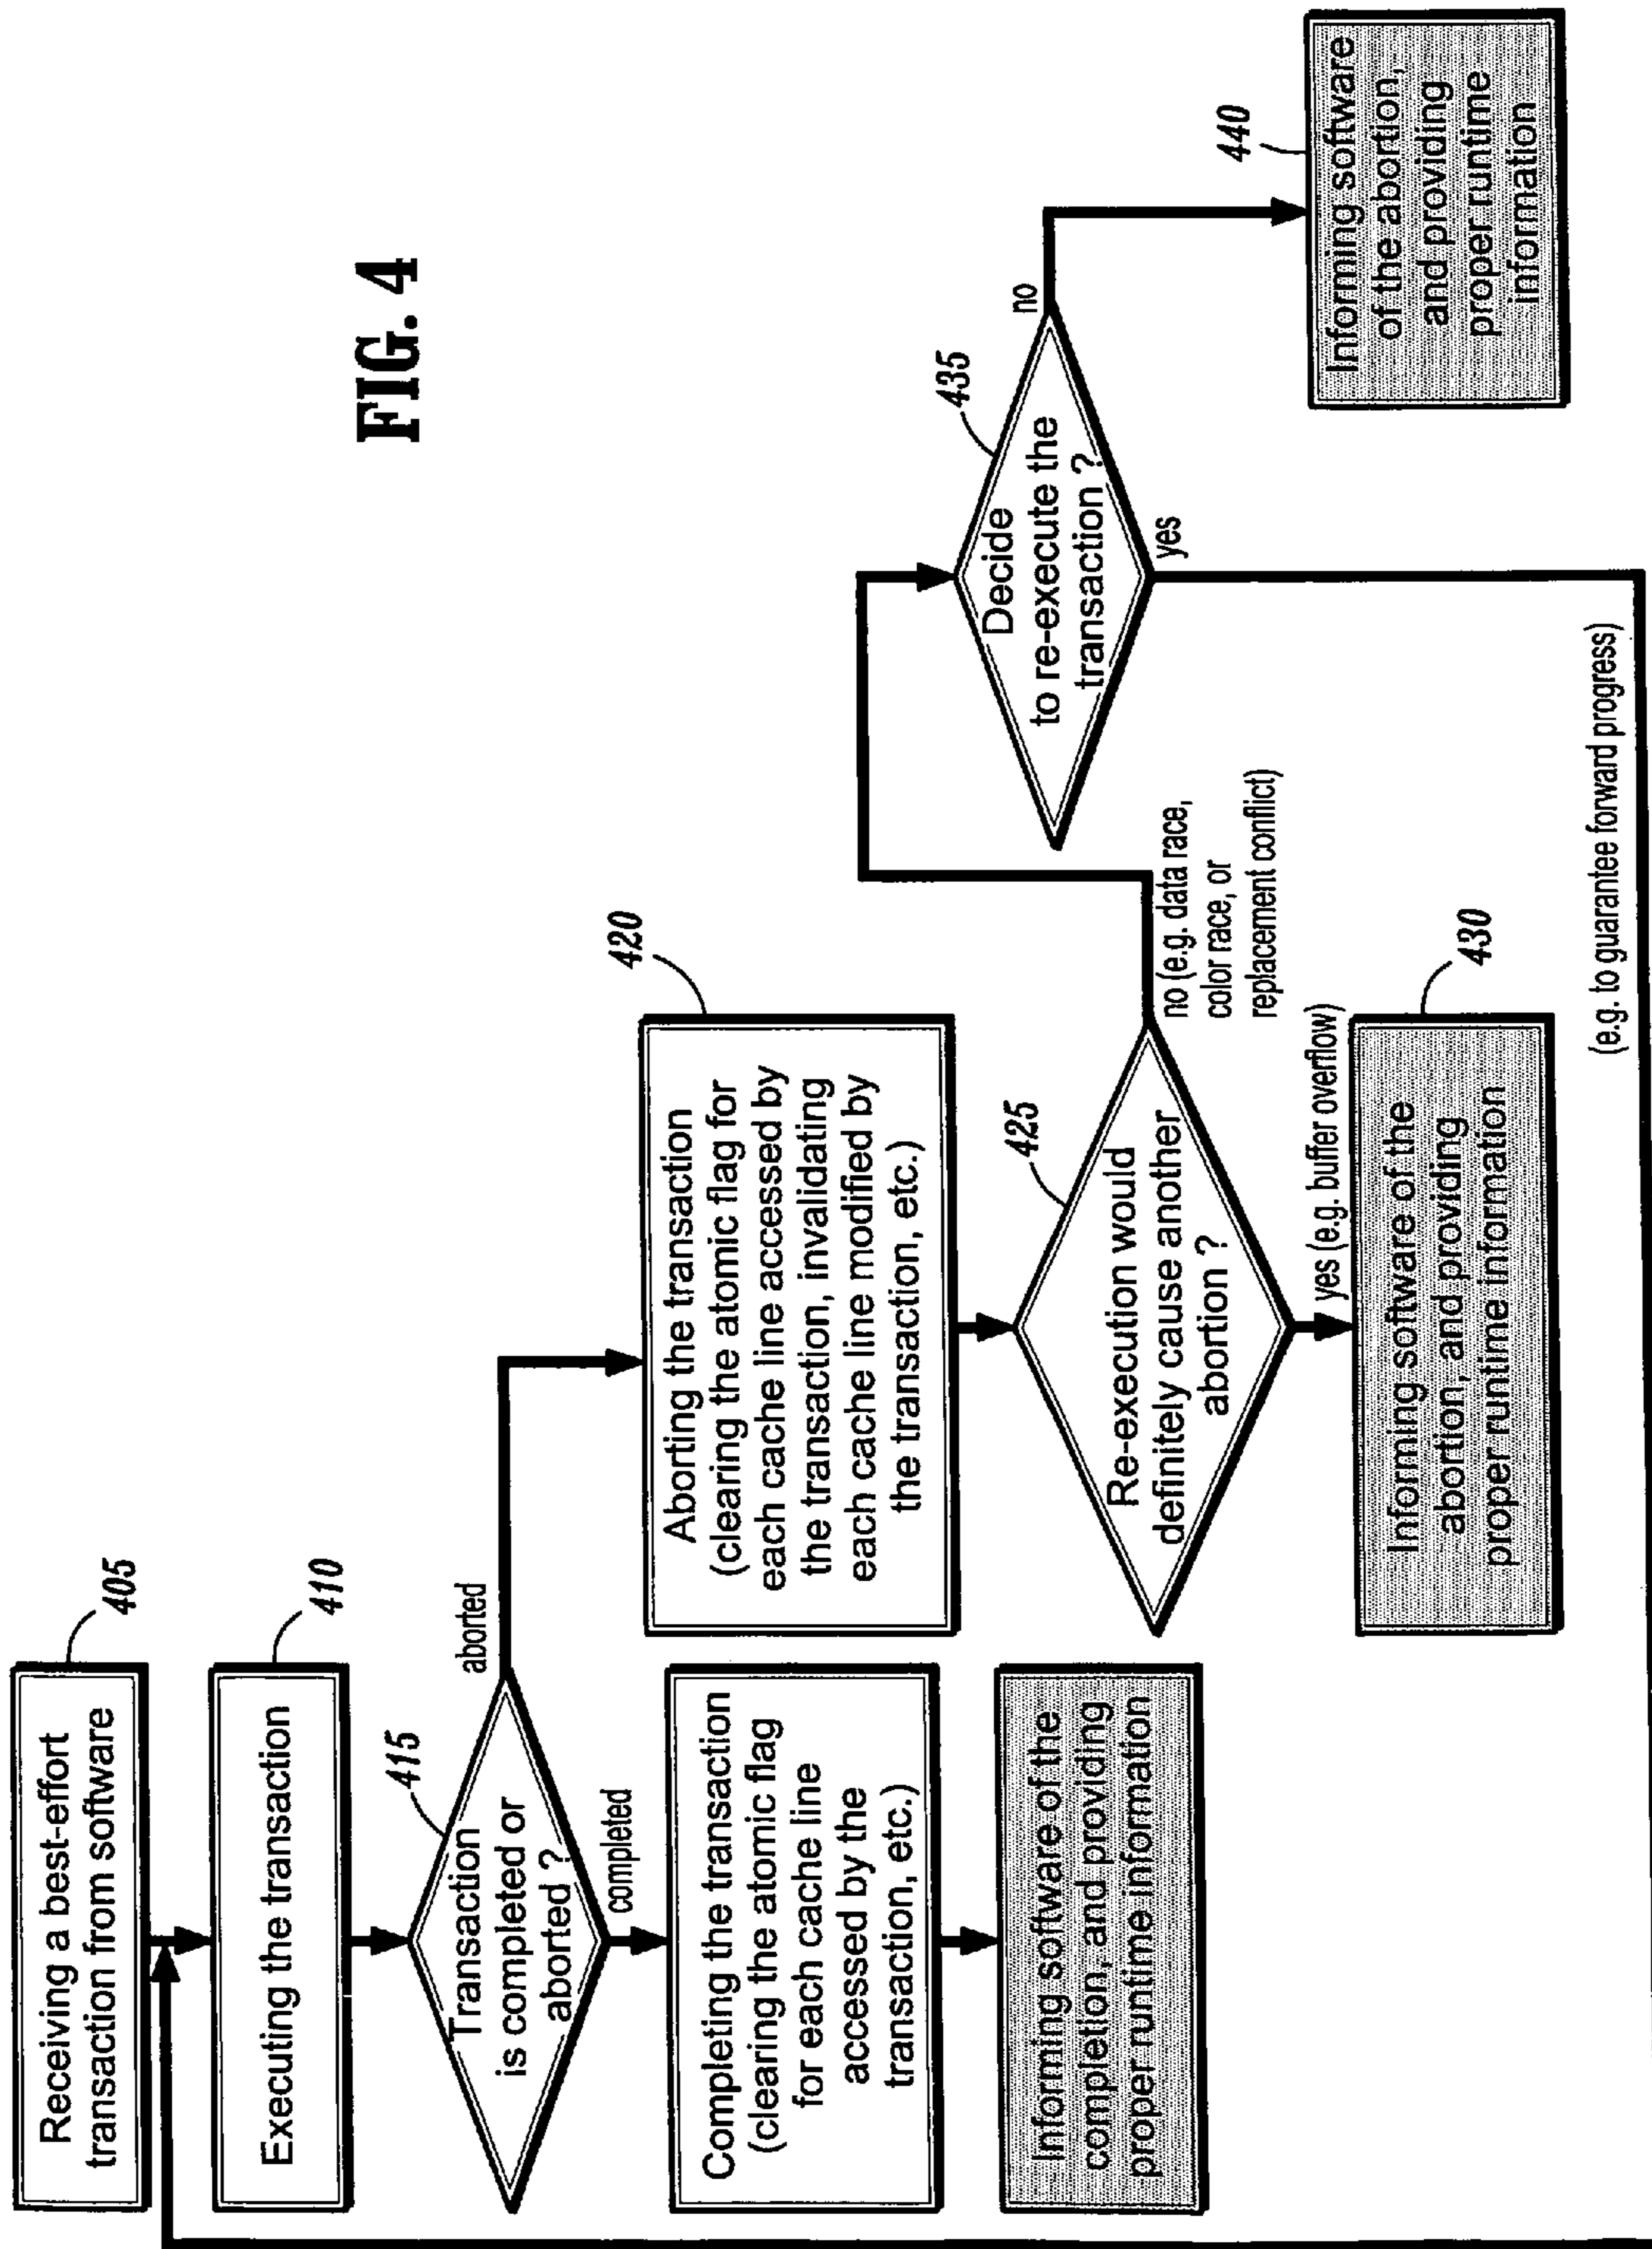 FIG. 4
405
Receiving a best-effort
transaction from software
410
Executing the transaction
415
Transaction
is completed or
aborted ?
aborted
completed
Completing the transaction
(clearing the atomic flag
for each cache line
accessed by the
transaction, etc.)
Informing software of the
completion, and providing
proper runtime information
420
Aborting the transaction
(clearing the atomic flag for
each cache line accessed by
the transaction, invalidating
each cache line modified by
the transaction, etc.)
425
Re-execution would
definitely cause another
abortion ?
no (e.g. data race,
color race, or
replacement conflict)
yes (e.g. buffer overflow)
430
Informing software of the
abortion, and providing
proper runtime information
435
Decide
to re-execute the
transaction ?
no
yes
(e.g. to guarantee forward progress)
440
Informing software
of the abortion,
and providing
proper runtime
information